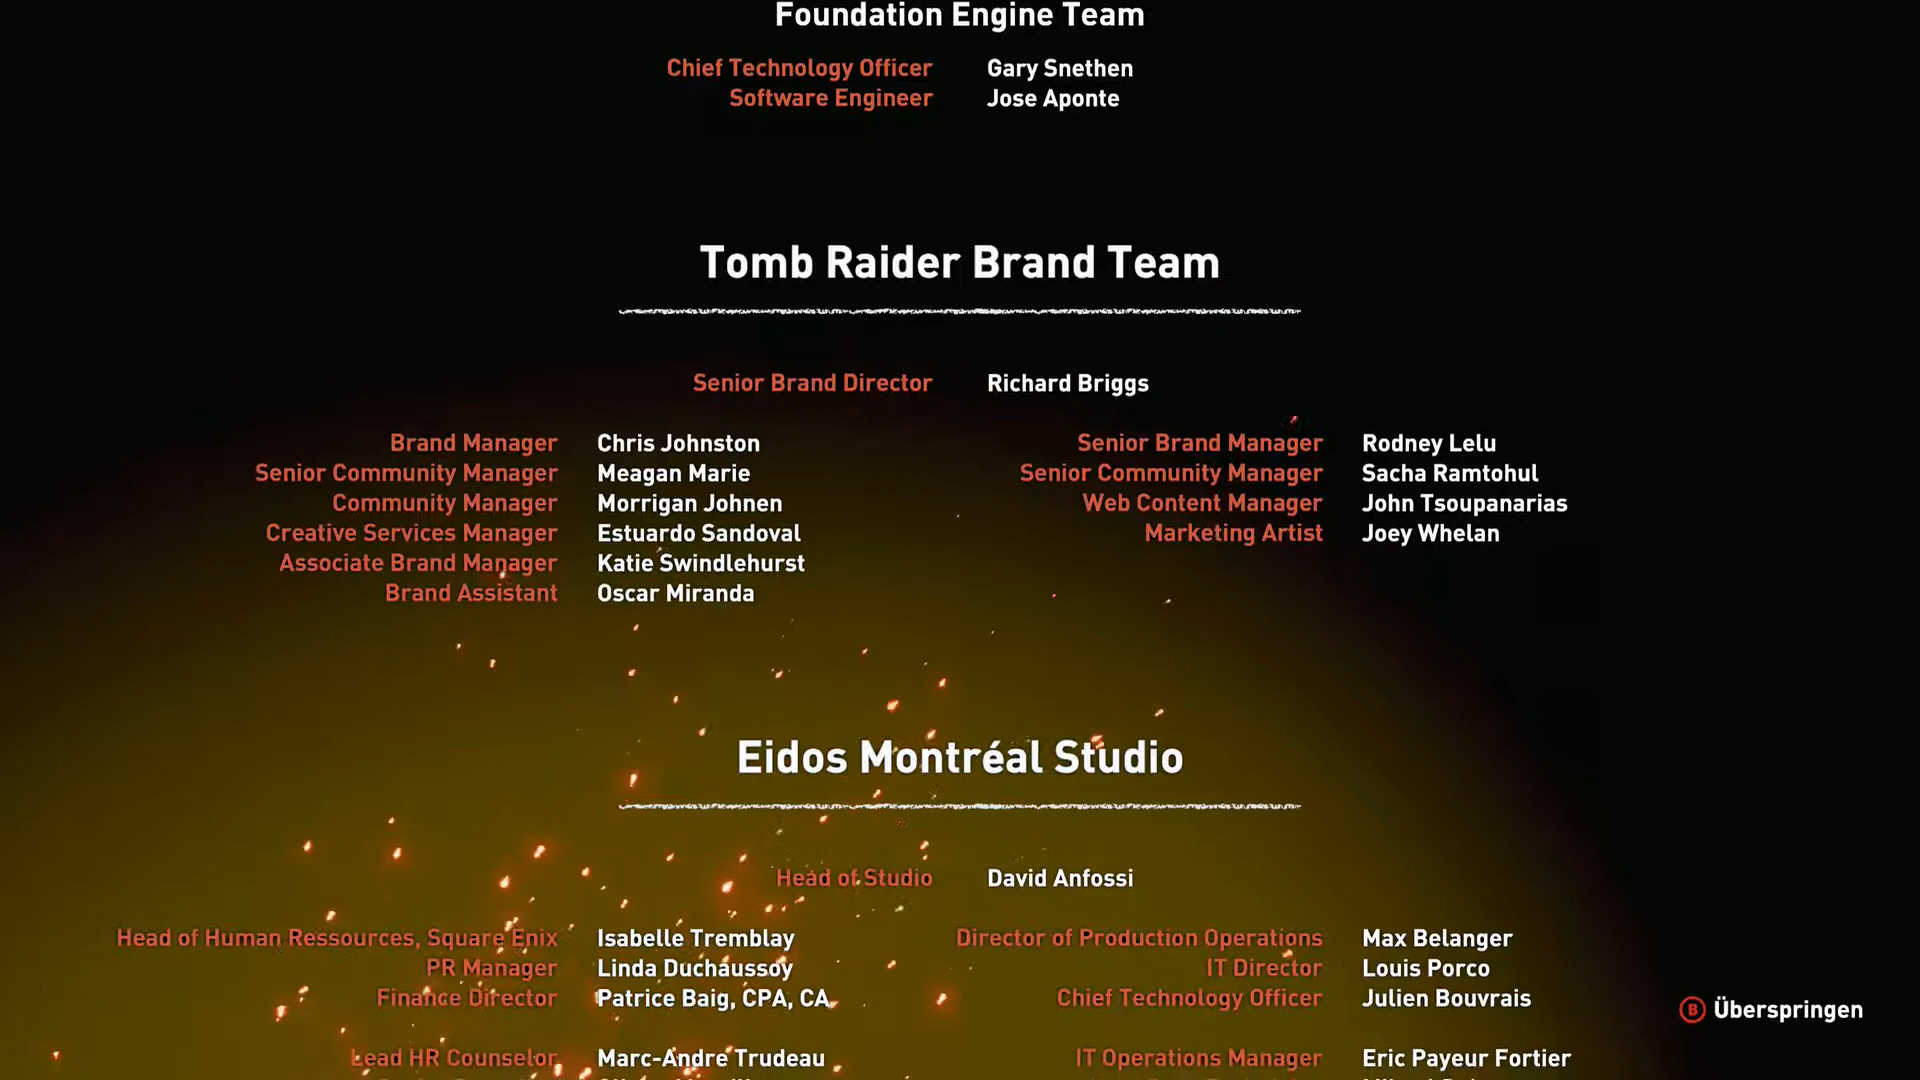 Foundation Engine Team
Chief Technology Officer Gary Snethen
Software Engineer Jose Aponte
Tomb Raider Brand Team
Senior Brand Director Richard Briggs
Brand Manager Chris Johnston Senior Brand Manager Rodney Lelu
Senior Community Manager Meagan Marie Senior Community Manager Sacha Ramtohul
Community Manager Morrigan Johnen Web Content Manager John Tsoupanarias
Creative Services Manager Estuardo Sandoval Marketing Artist Joey Whelan
Associate Brand Manager Katie Swindlehurst
Brand Assistant Oscar Miranda
Eidos Montréal Studio
Head of Studio David Anfossi
Head of Human Ressources, Square Enix Isabelle Tremblay Director of Production Operations Max Belanger
PR Manager Linda Duchaussoy IT Director Louis Porco
Finance Director Patrice Baig, CPA, CA Chief Technology Officer Julien Bouvrais
B Überspringen
Lead HR Counselor Marc-Andre Trudeau IT Operations Manager Eric Payeur Fortier